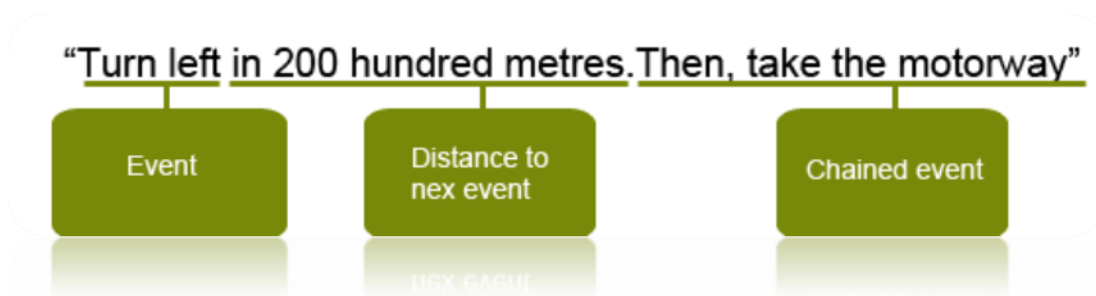 “Turn left in 200 hundred metres.Then, take the motorway”
Event
Distance to
nex event
Chained event